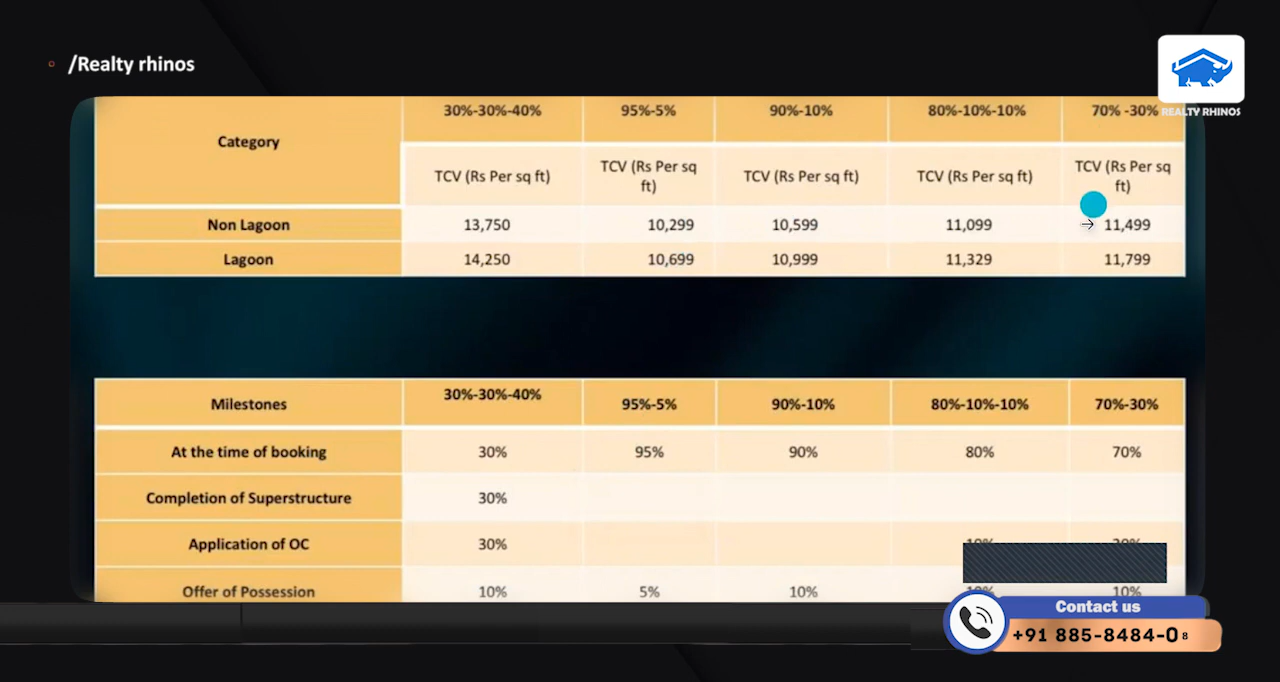 /Realty rhinos
REALTY RHINOS
Category 30%-30%-40% 95%-5% 90%-10% 80%-10%-10% 70% -30%
TCV (Rs Per sq ft) TCV (Rs Per sq ft) TCV (Rs Per sq ft) TCV (Rs Per sq ft) TCV (Rs Per sq ft)
Non Lagoon 13,750 10,299 10,599 11,099 11,499
Lagoon 14,250 10,699 10,999 11,329 11,799
Milestones 30%-30%-40% 95%-5% 90%-10% 80%-10%-10% 70%-30%
At the time of booking 30% 95% 90% 80% 70%
Completion of Superstructure 30%
Application of OC 30%
Offer of Possession 10% 5% 10% 10%
Contact us
+91 885-8484-0 8